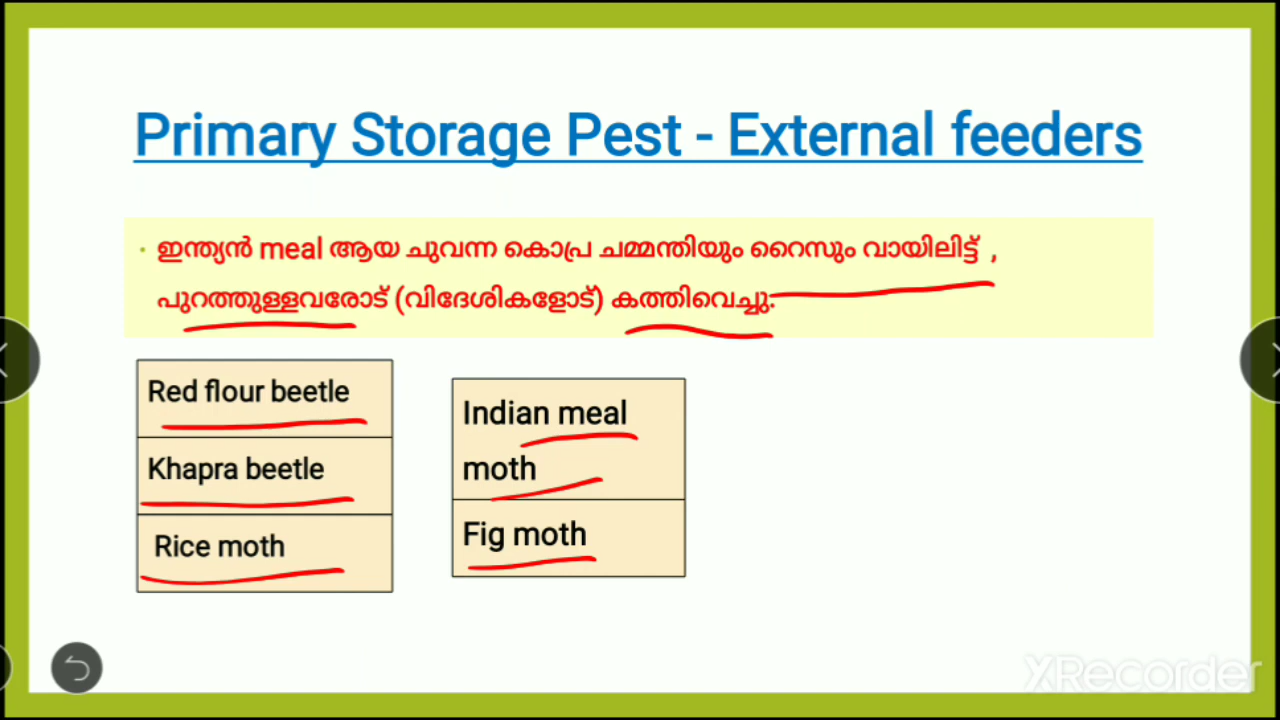 Primary Storage Pest - External feeders
• ഇന്ത്യൻ meal ആയ ചുവന്ന കൊപ്ര ചമ്മന്തിയും റൈസും വായിലിട്ട് ,
പുറത്തുള്ളവരോട് (വിദേശികളോട്) കത്തിവെച്ചു.
Red flour beetle
Khapra beetle
Rice moth
Indian meal
moth
Fig moth
XRecorder